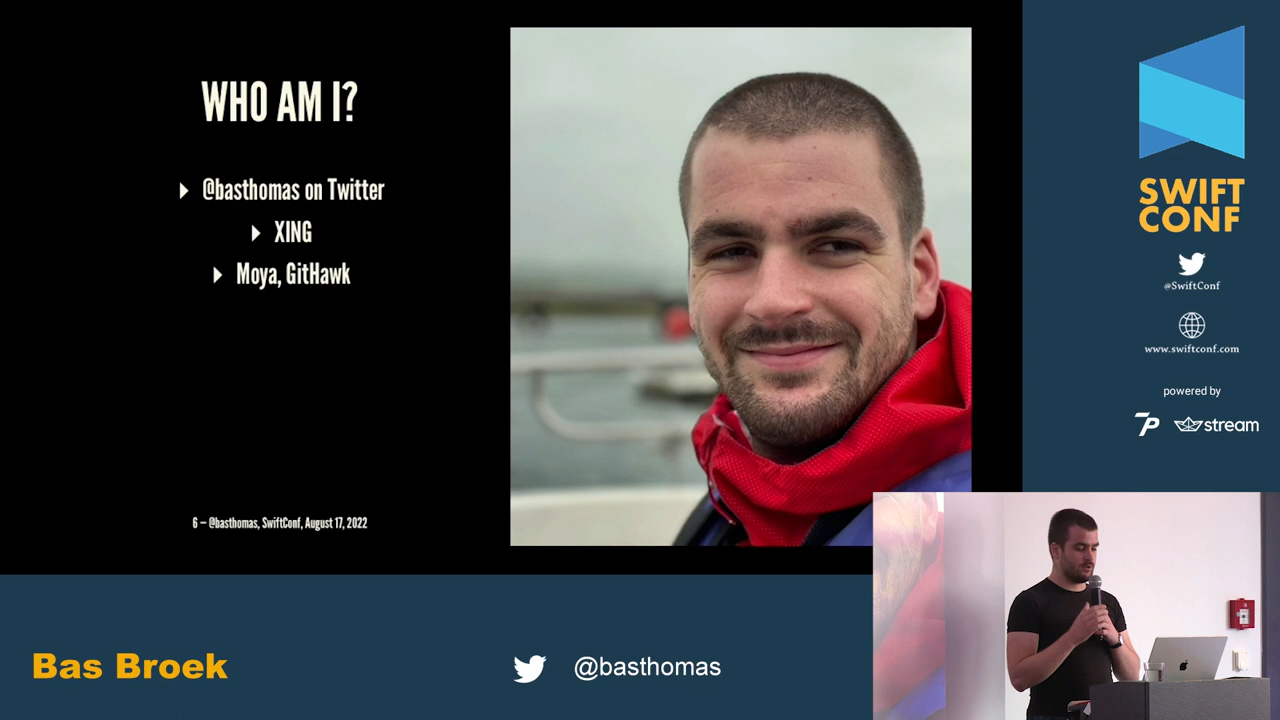 WHO AM I?
@basthomas on Twitter
XING
Moya, GitHawk
6 — @basthomas, SwiftConf, August 17, 2022
SWIFT
CONF
@SwiftConf
www.swiftconf.com
powered by
7P stream
Bas Broek
@basthomas